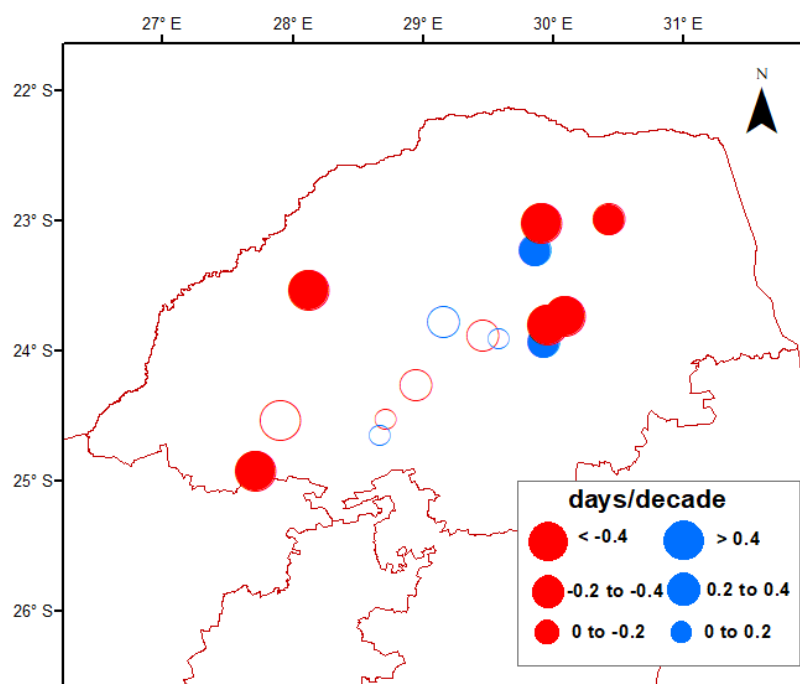 27° E 28° E 29° E 30° E 31° E
N
22° S
23° S
24° S
25° S
26° S
days/decade
< -0.4 > 0.4
-0.2 to -0.4 0.2 to 0.4
0 to -0.2 0 to 0.2